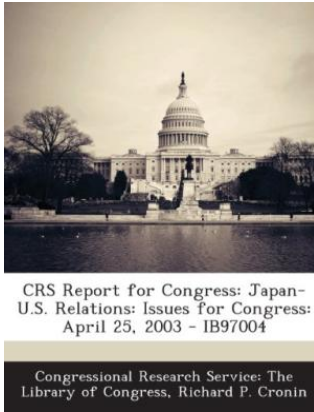 CRS Report for Congress: Japan-
U.S. Relations: Issues for Congress:
April 25, 2003 - IB97004
Congressional Research Service: The
Library of Congress, Richard P. Cronin